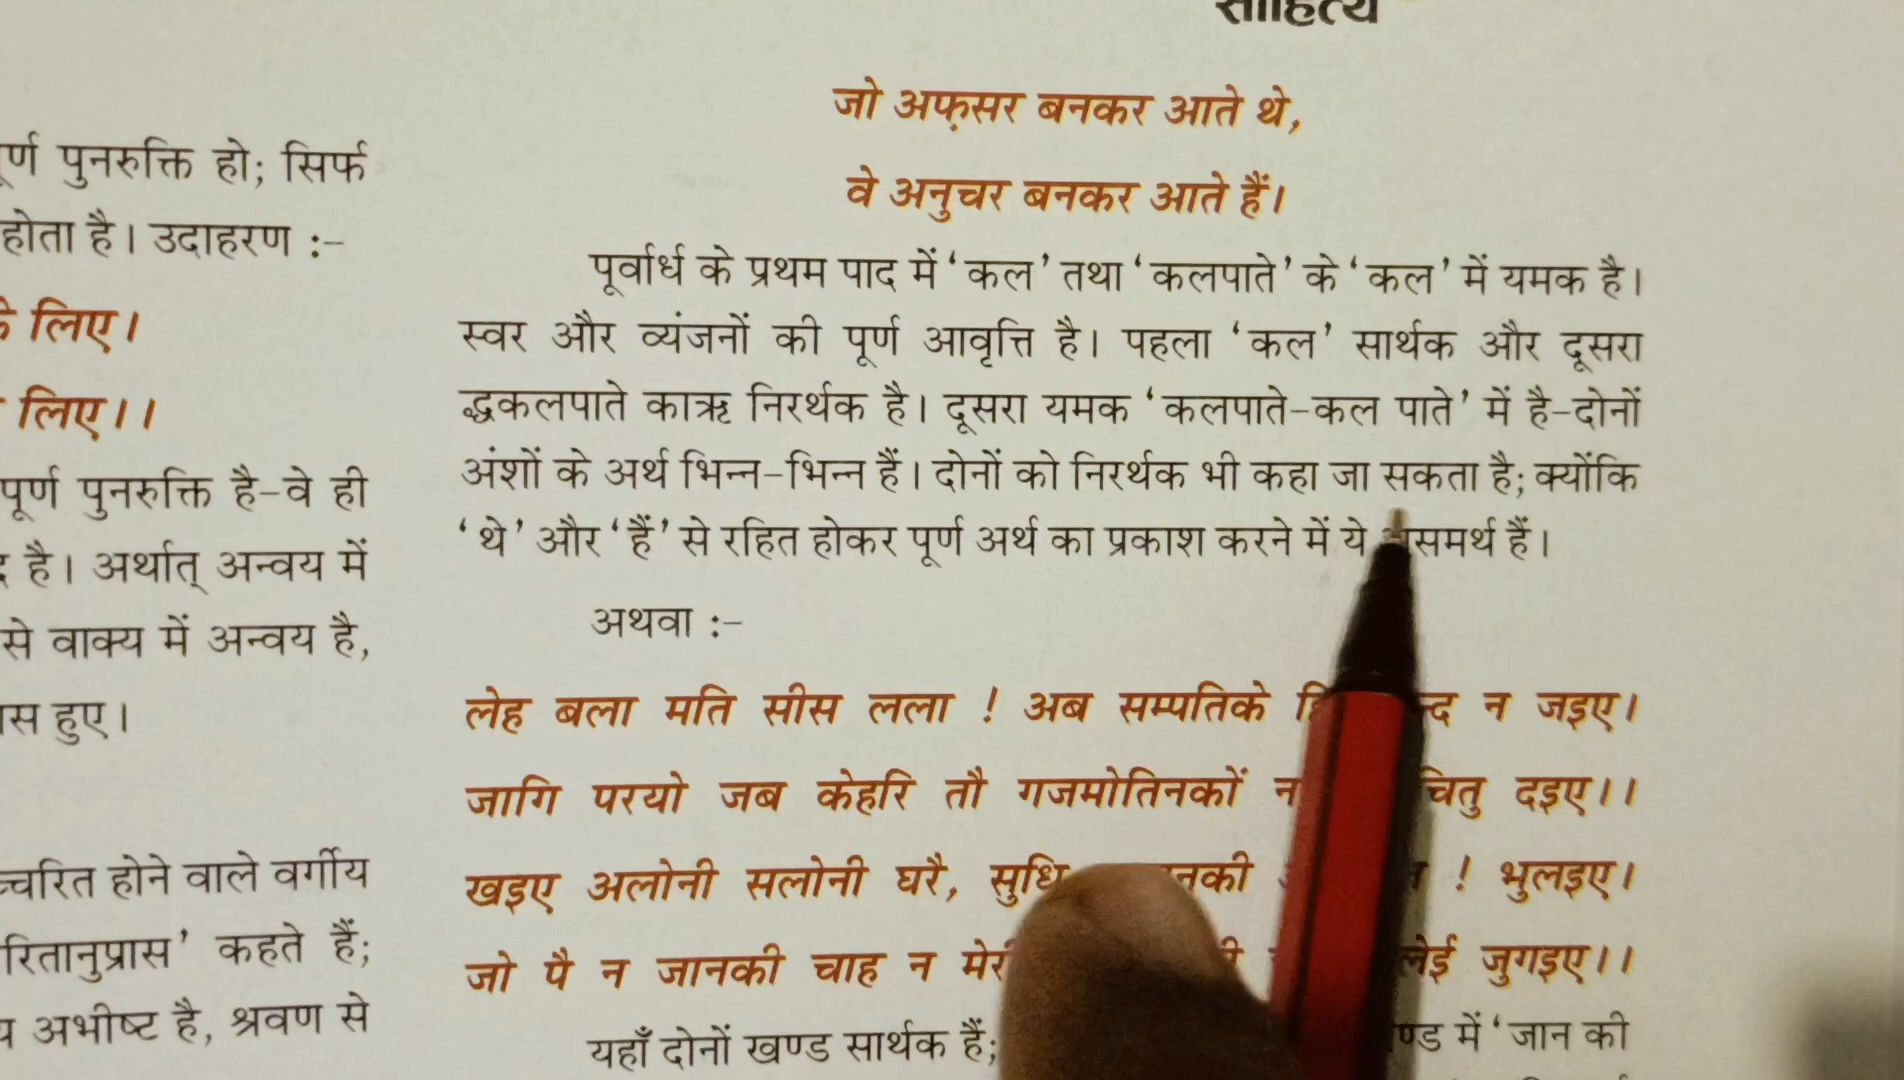 साहित्य
पुनरुक्ति हो; सिर्फ
होता है। उदाहरण :-
लिए।
लिए।।
पूर्ण पुनरुक्ति है-वे ही
है। अर्थात् अन्वय में
से वाक्य में अन्वय है,
हुए।
होने वाले वर्गीय
कहते हैं;
अभीष्ट है, श्रवण से
जो अफ़सर बनकर आते थे,
वे अनुचर बनकर आते हैं।
पूर्वार्ध के प्रथम पाद में ‘कल’ तथा ‘कलपाते’ के ‘कल’ में यमक है।
स्वर और व्यंजनों की पूर्ण आवृत्ति है। पहला ‘कल’ सार्थक और दूसरा
द्धकलपाते काऋ निरर्थक है। दूसरा यमक ‘कलपाते-कल पाते’ में है-दोनों
अंशों के अर्थ भिन्न-भिन्न हैं। दोनों को निरर्थक भी कहा जा सकता है; क्योंकि
‘थे’ और ‘हैं’ से रहित होकर पूर्ण अर्थ का प्रकाश करने में ये असमर्थ हैं।
अथवा :-
लेह बला मति सीस लला ! अब सम्पतिके न जइए।
जागि परयो जब केहरि तौ गजमोतिनकों चितु दइए।।
खइए अलोनी सलोनी घरै, सुधि ! भुलइए।
जो पै न जानकी चाह न लेई जुगइए।।
यहाँ दोनों खण्ड सार्थक हैं; में ‘जान की